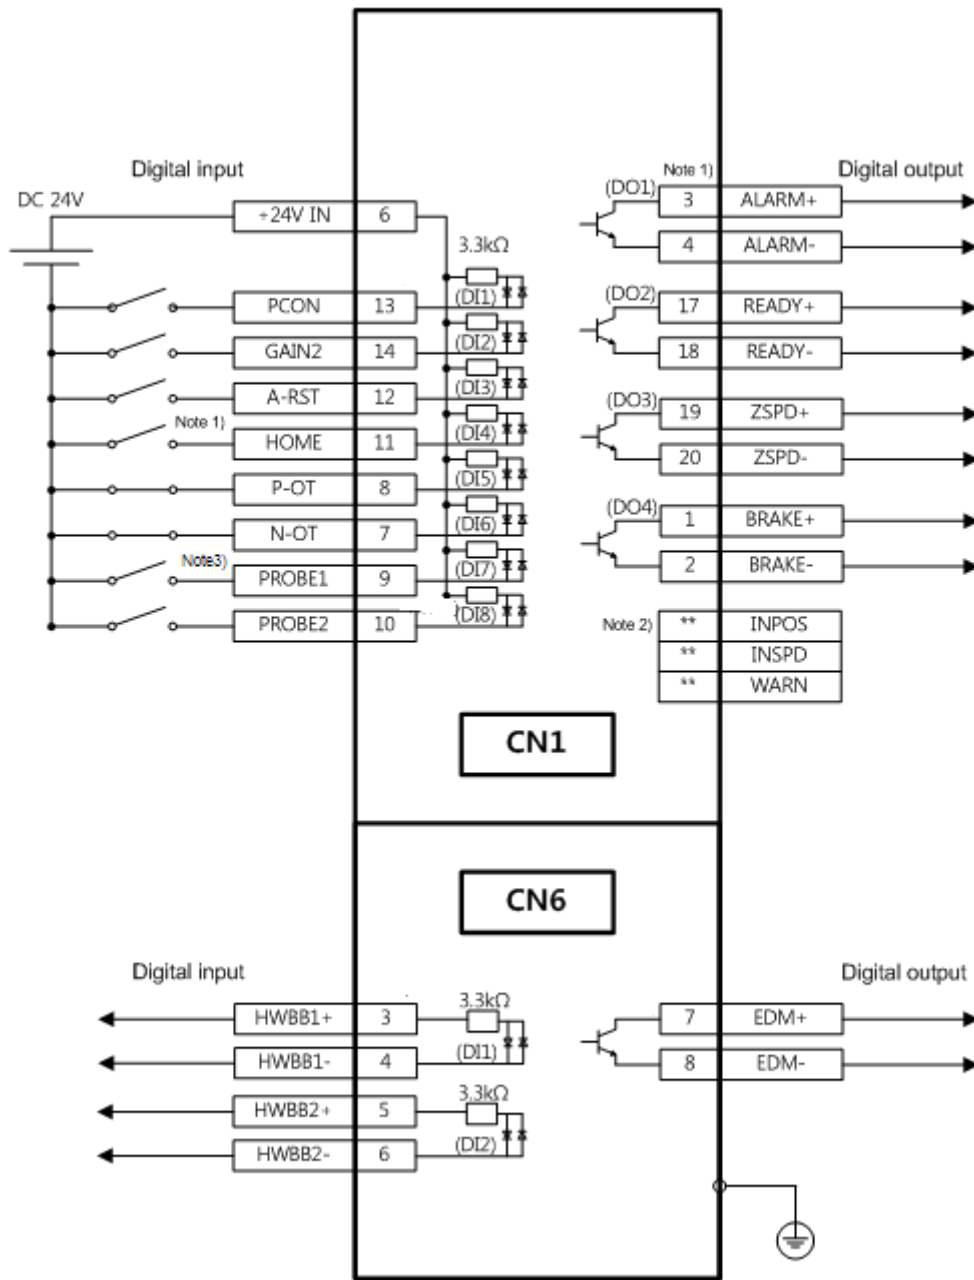 Digital input
Digital output
DC 24V
+24V IN 6
3.3kΩ
PCON 13 (DI1)
GAIN2 14 (DI2)
A-RST 12 (DI3)
Note 1)
HOME 11 (DI4)
P-OT 8 (DI5)
N-OT 7 (DI6)
Note3)
PROBE1 9 (DI7)
PROBE2 10 (DI8)
Note 1)
(DO1) 3 ALARM+
4 ALARM-
(DO2) 17 READY+
18 READY-
(DO3) 19 ZSPD+
20 ZSPD-
(DO4) 1 BRAKE+
2 BRAKE-
Note 2) ** INPOS
** INSPD
** WARN
CN1
CN6
Digital input
Digital output
3.3kΩ
HWBB1+ 3
HWBB1- 4 (DI1)
3.3kΩ
HWBB2+ 5
HWBB2- 6 (DI2)
7 EDM+
8 EDM-